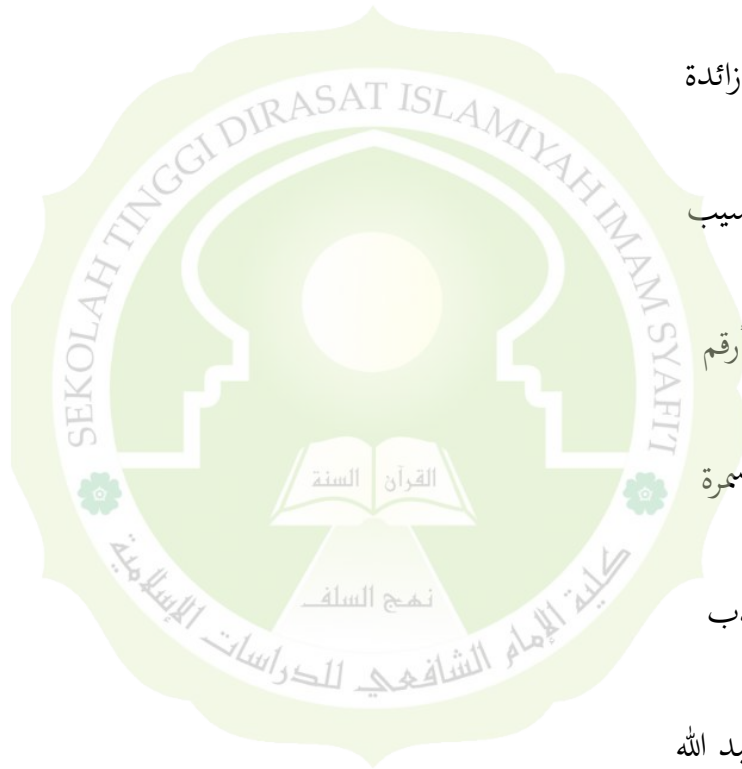 زائدة
SEKOLAH TINGGI DIRASAT ISLAMIYAH IMAM SYAFI'I
سيب
أرقم
القرآن السنة
سمرة
نهج السلف
كلية الإمام الشافعي للدراسات الإسلامية
الله